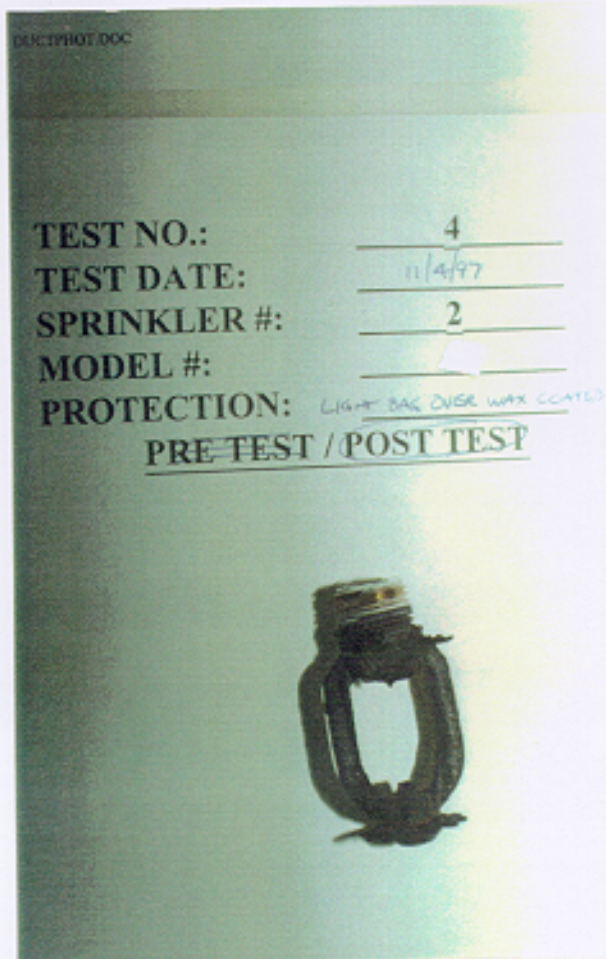 DUCTPHOT.DOC
TEST NO.: 4
TEST DATE: 11/4/97
SPRINKLER #: 2
MODEL #:
PROTECTION: LIGHT BAG OVER WAX COATED
PRE TEST / POST TEST